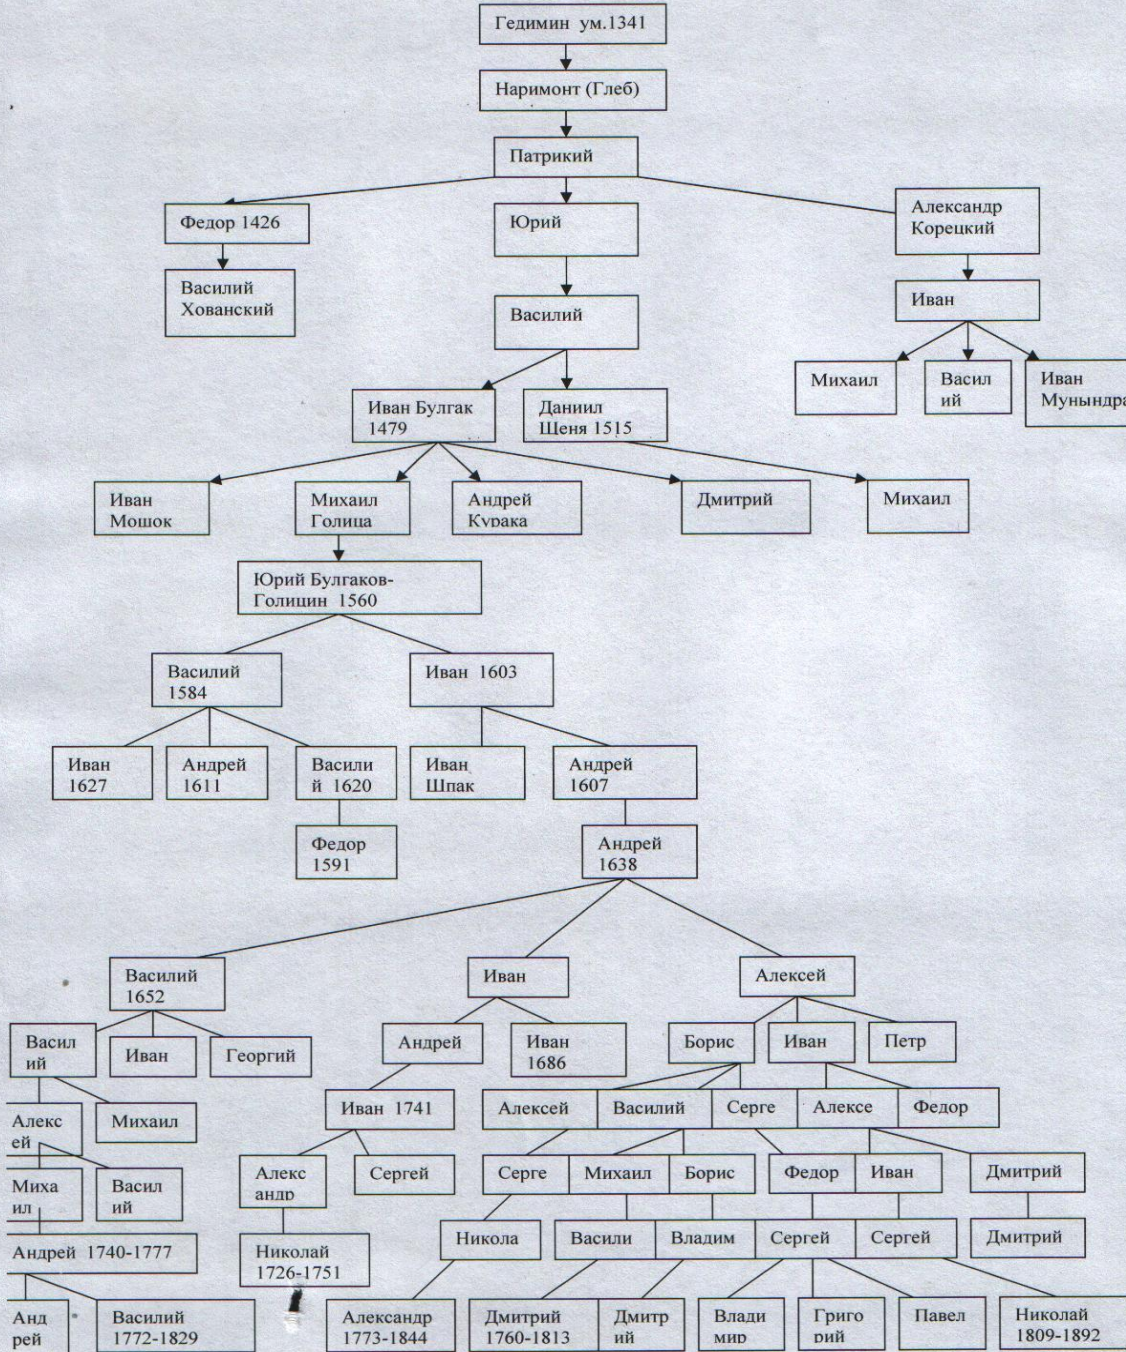 Гедимин ум.1341
Наримонт (Глеб)
Патрикий
Федор 1426
Юрий
Александр
Корецкий
Василий
Хованский
Василий
Иван
Михаил
Васил
ий
Иван
Мунындра
Иван Булгак
1479
Даниил
Щеня 1515
Иван
Мошок
Михаил
Голица
Андрей
Курака
Дмитрий
Михаил
Юрий Булгаков-
Голицин 1560
Василий
1584
Иван 1603
Иван
1627
Андрей
1611
Васили
й 1620
Иван
Шпак
Андрей
1607
Федор
1591
Андрей
1638
Василий
1652
Иван
Алексей
Васил
ий
Иван
Георгий
Андрей
Иван
1686
Борис
Иван
Петр
Алекс
ей
Михаил
Иван 1741
Алексей
Василий
Серге
Алексе
Федор
Миха
ил
Васил
ий
Алекс
андр
Сергей
Серге
Михаил
Борис
Федор
Иван
Дмитрий
Андрей 1740-1777
Николай
1726-1751
Никола
Васили
Владим
Сергей
Сергей
Дмитрий
Анд
рей
Василий
1772-1829
Александр
1773-1844
Дмитрий
1760-1813
Дмитр
ий
Влади
мир
Григо
рий
Павел
Николай
1809-1892